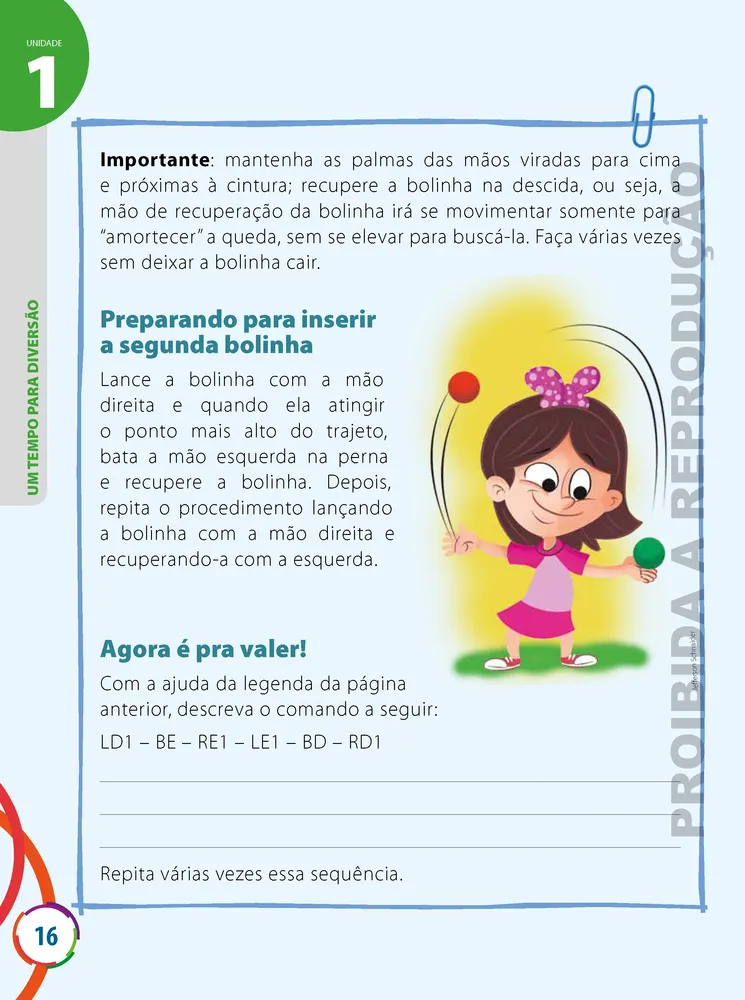 UNIDADE
1
UM TEMPO PARA DIVERSÃO
Importante: mantenha as palmas das mãos viradas para cima
e próximas à cintura; recupere a bolinha na descida, ou seja, a
mão de recuperação da bolinha irá se movimentar somente para
“amortecer” a queda, sem se elevar para buscá-la. Faça várias vezes
sem deixar a bolinha cair.
Preparando para inserir
a segunda bolinha
Lance a bolinha com a mão
direita e quando ela atingir
o ponto mais alto do trajeto,
bata a mão esquerda na perna
e recupere a bolinha. Depois,
repita o procedimento lançando
a bolinha com a mão direita e
recuperando-a com a esquerda.
Agora é pra valer!
Com a ajuda da legenda da página
anterior, descreva o comando a seguir:
LD1 – BE – RE1 – LE1 – BD – RD1
Repita várias vezes essa sequência.
Jefferson Schnaider
PROIBIDA A REPRODUÇÃO
16